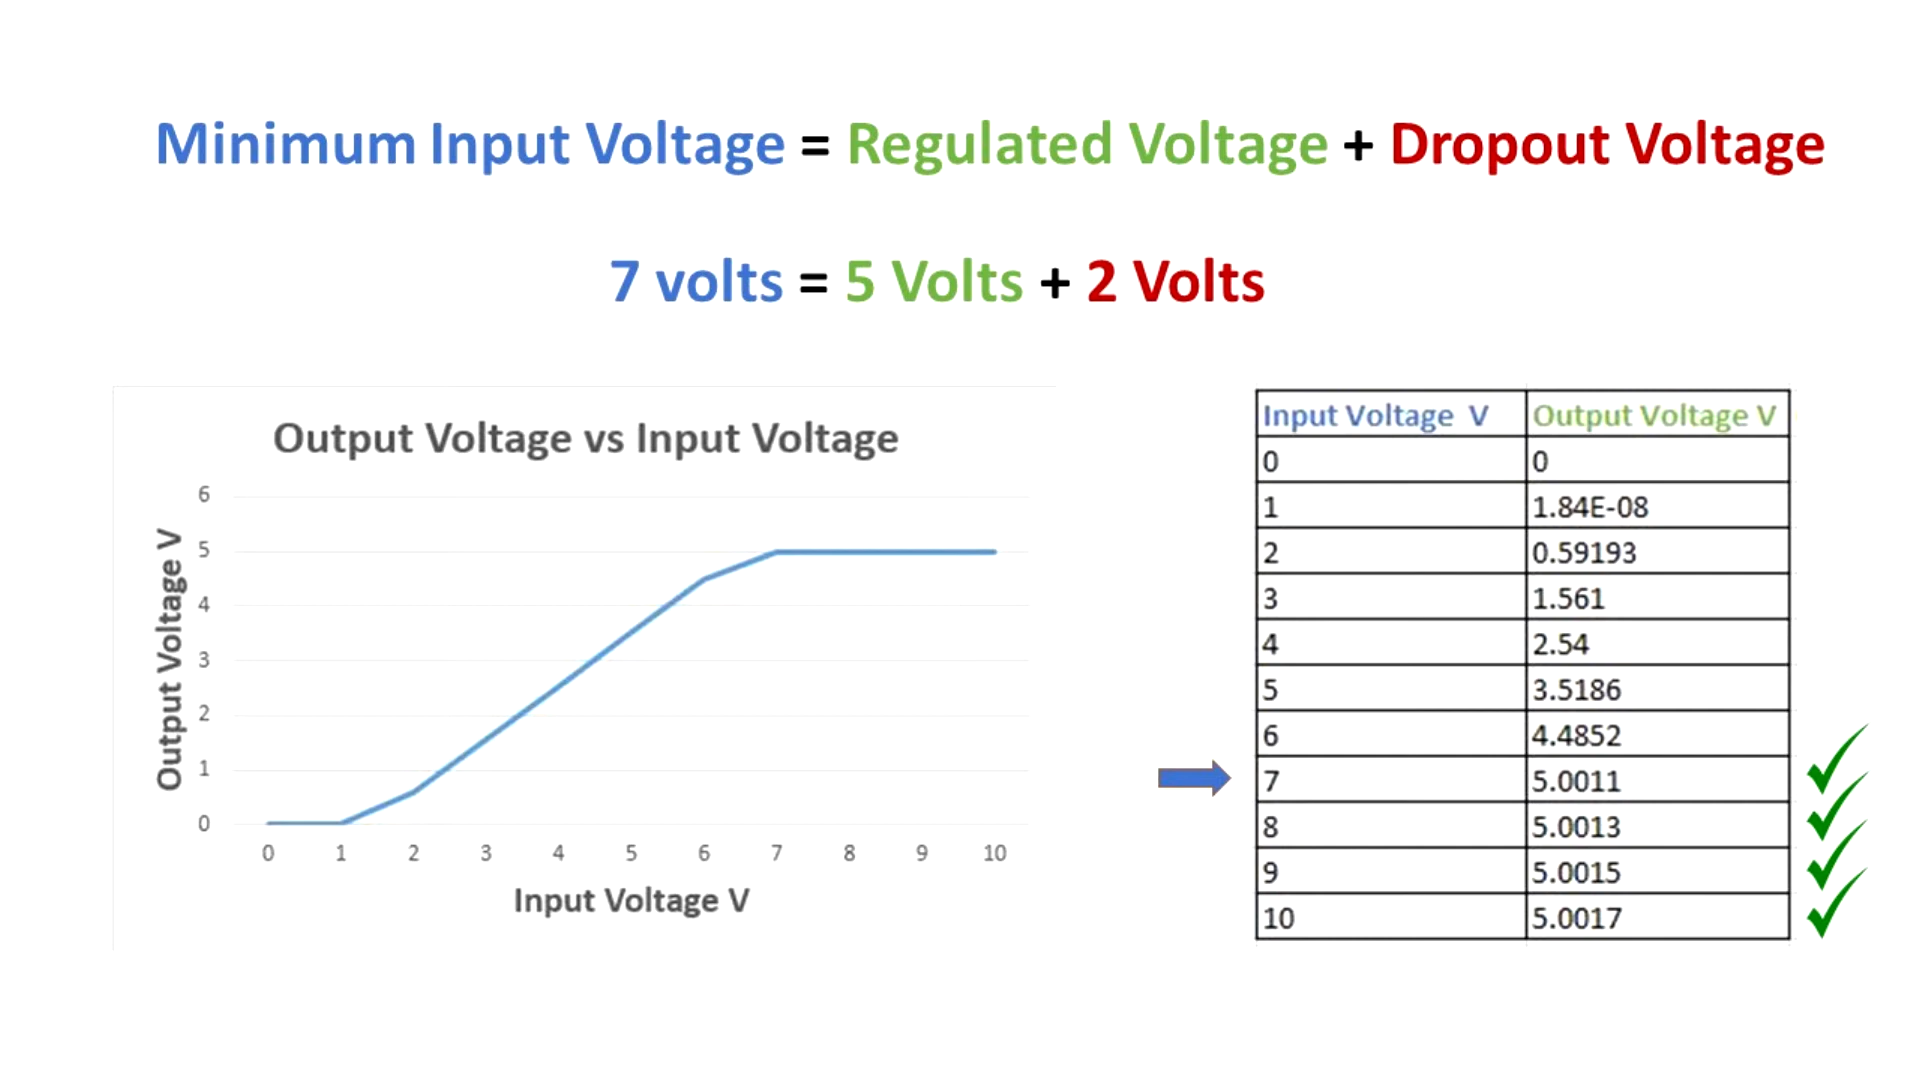 Minimum Input Voltage = Regulated Voltage + Dropout Voltage
7 volts = 5 Volts + 2 Volts
Output Voltage vs Input Voltage
Output Voltage V
6
5
4
3
2
1
0
0 1 2 3 4 5 6 7 8 9 10
Input Voltage V
Input Voltage V Output Voltage V
0 0
1 1.84E-08
2 0.59193
3 1.561
4 2.54
5 3.5186
6 4.4852
7 5.0011
8 5.0013
9 5.0015
10 5.0017